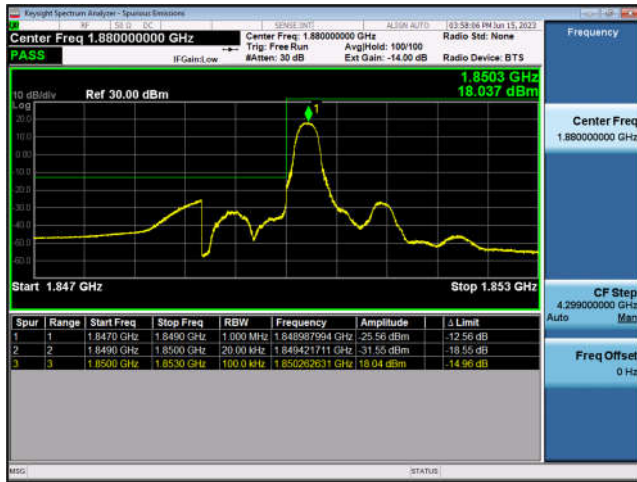 Keysight Spectrum Analyzer - Spurious Emissions
RF 50 Ω DC SENSE:INT ALIGN AUTO 03:58:06 PM Jun 15, 2023
Center Freq 1.880000000 GHz
Center Freq: 1.880000000 GHz
Radio Std: None
Trig: Free Run Avg|Hold: 100/100
PASS
IFGain:Low #Atten: 30 dB Ext Gain: -14.00 dB Radio Device: BTS
Frequency
1.8503 GHz
18.037 dBm
10 dB/div Ref 30.00 dBm
Log
20.0
10.0
0.00
1
Start 1.847 GHz Stop 1.853 GHz
Center Freq
1.880000000 GHz
CF Step
4.299000000 GHz
Auto Man
Freq Offset
0 Hz
Spur Range Start Freq Stop Freq RBW Frequency Amplitude Δ Limit
1 1 1.8470 GHz 1.8490 GHz 1.000 MHz 1.848987994 GHz -25.56 dBm -12.56 dB
2 2 1.8490 GHz 1.8500 GHz 20.00 kHz 1.849421711 GHz -31.55 dBm -18.55 dB
3 3 1.8500 GHz 1.8530 GHz 100.0 kHz 1.850262631 GHz 18.04 dBm -14.96 dB
MSG STATUS